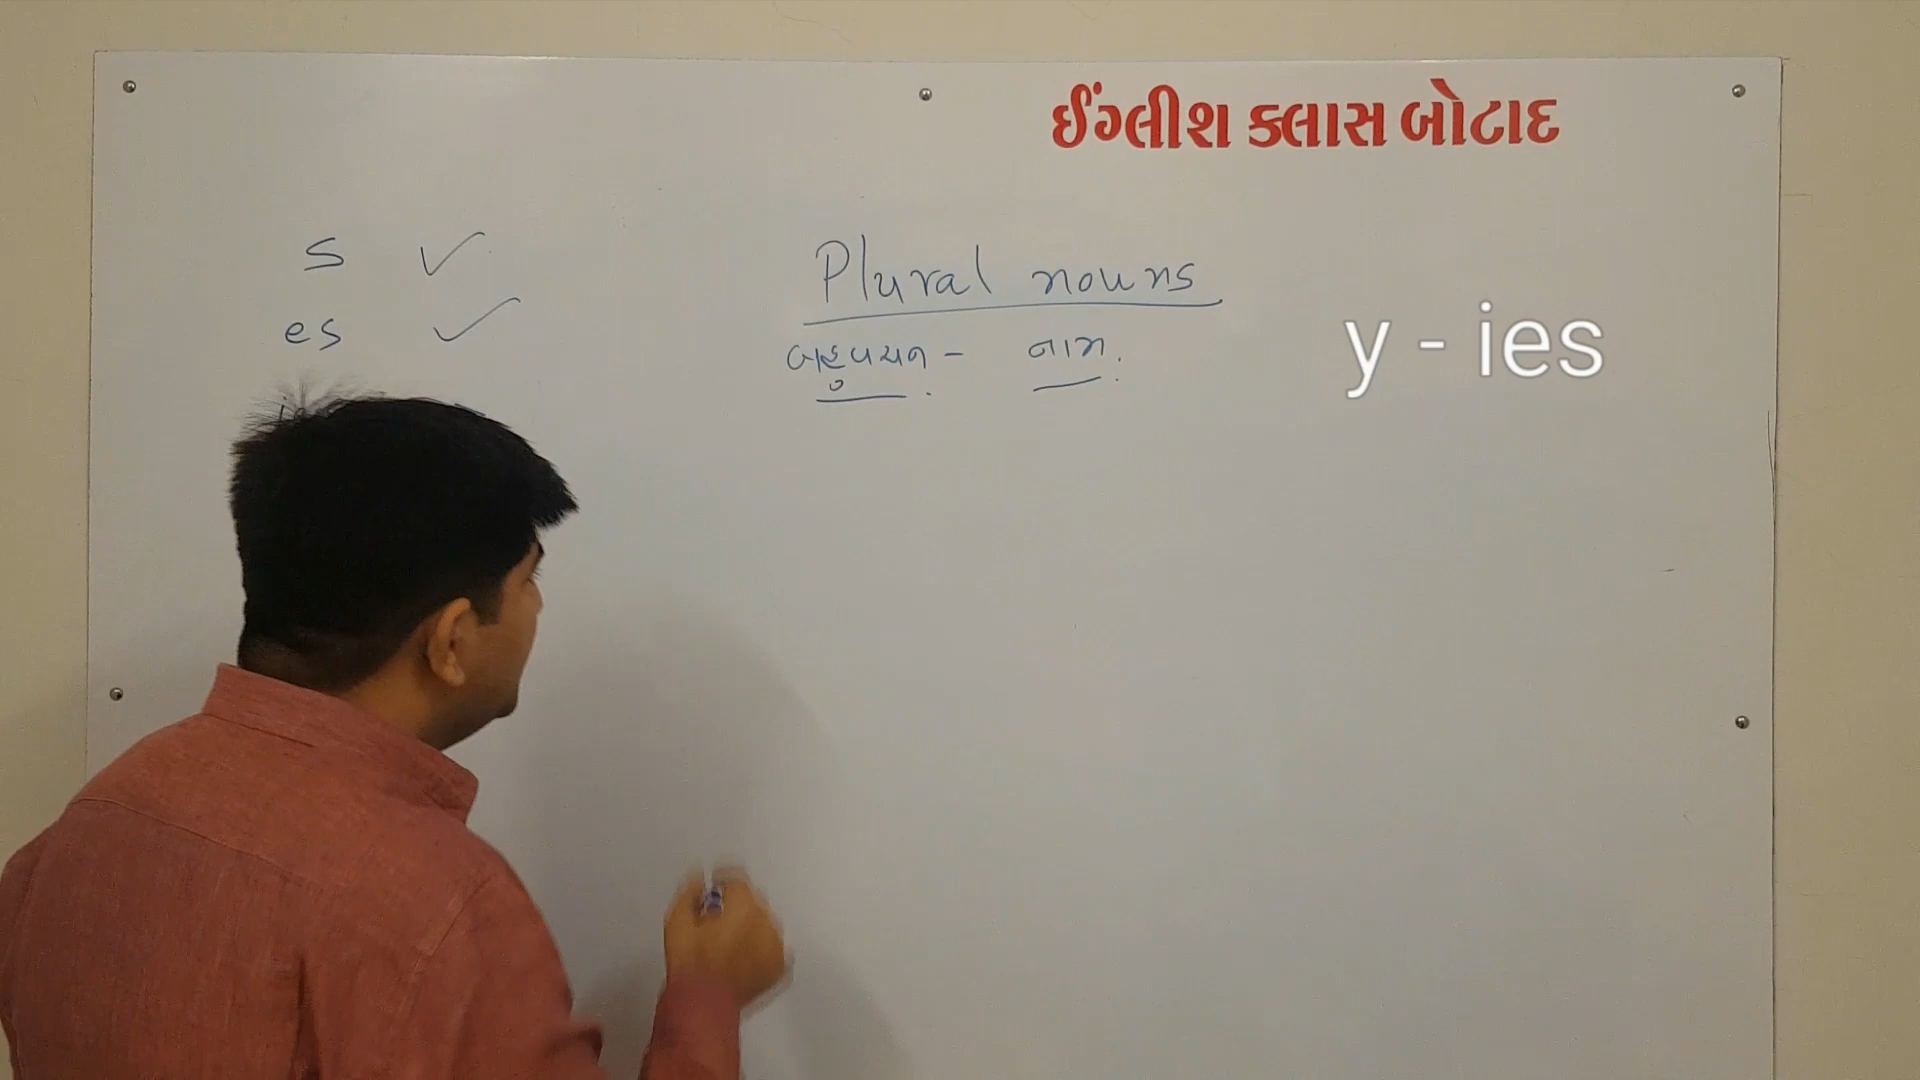 ઈંગ્લીશ ક્લાસ બોટાદ
s ✓
es ✓
Plural nouns
બહુવચન - નામ.
y - ies